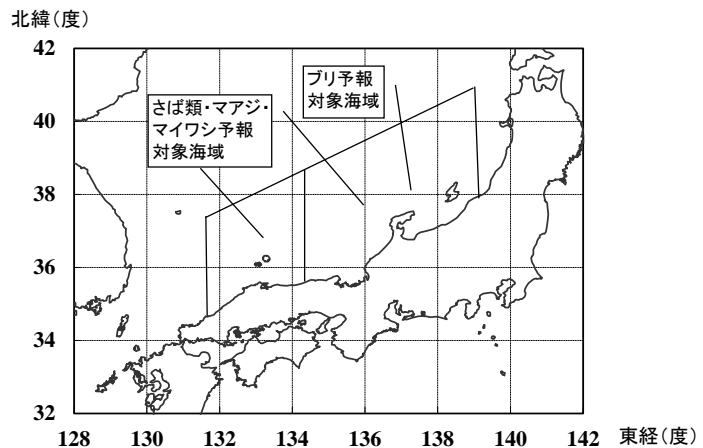 北緯(度)
42
40
38
36
34
32
ブリ予報
対象海域
さば類・マアジ・
マイワシ予報
対象海域
128
130
132
134
136
138
140
142
東経(度)